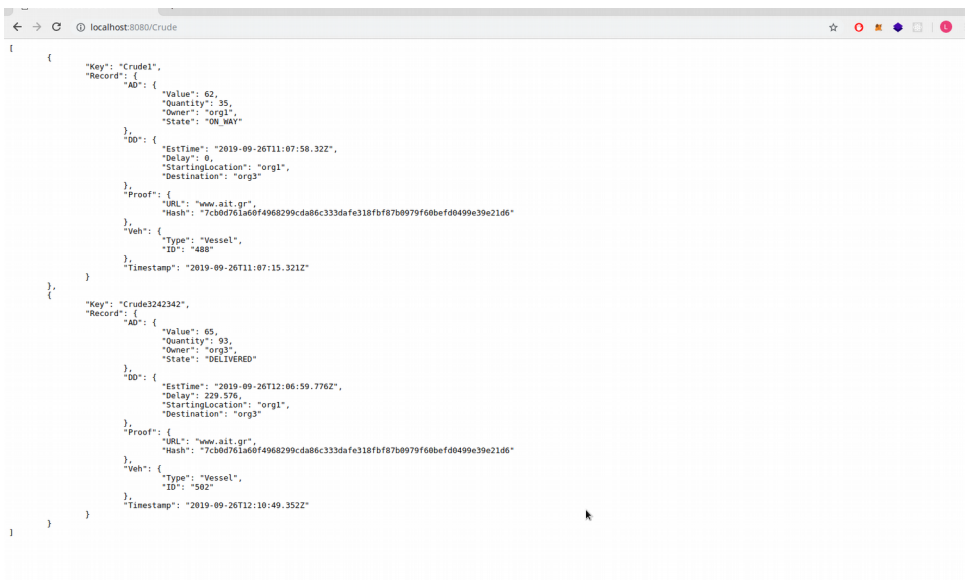 localhost:8080/Crude
L
[
{
"Key": "Crude1",
"Record": {
"AD": {
"Value": 62,
"Quantity": 35,
"Owner": "org1",
"State": "ON_WAY"
},
"DD": {
"EstTime": "2019-09-26T11:07:58.32Z",
"Delay": 0,
"StartingLocation": "org1",
"Destination": "org3"
},
"Proof": {
"URL": "www.ait.gr",
"Hash": "7cb0d761a60f4968299cda86c333dafe318fbf87b0979f60befd0499e39e21d6"
},
"Veh": {
"Type": "Vessel",
"ID": "488"
},
"Timestamp": "2019-09-26T11:07:15.321Z"
}
},
{
"Key": "Crude3242342",
"Record": {
"AD": {
"Value": 65,
"Quantity": 93,
"Owner": "org3",
"State": "DELIVERED"
},
"DD": {
"EstTime": "2019-09-26T12:06:59.776Z",
"Delay": 229.576,
"StartingLocation": "org1",
"Destination": "org3"
},
"Proof": {
"URL": "www.ait.gr",
"Hash": "7cb0d761a60f4968299cda86c333dafe318fbf87b0979f60befd0499e39e21d6"
},
"Veh": {
"Type": "Vessel",
"ID": "502"
},
"Timestamp": "2019-09-26T12:10:49.352Z"
}
}
]